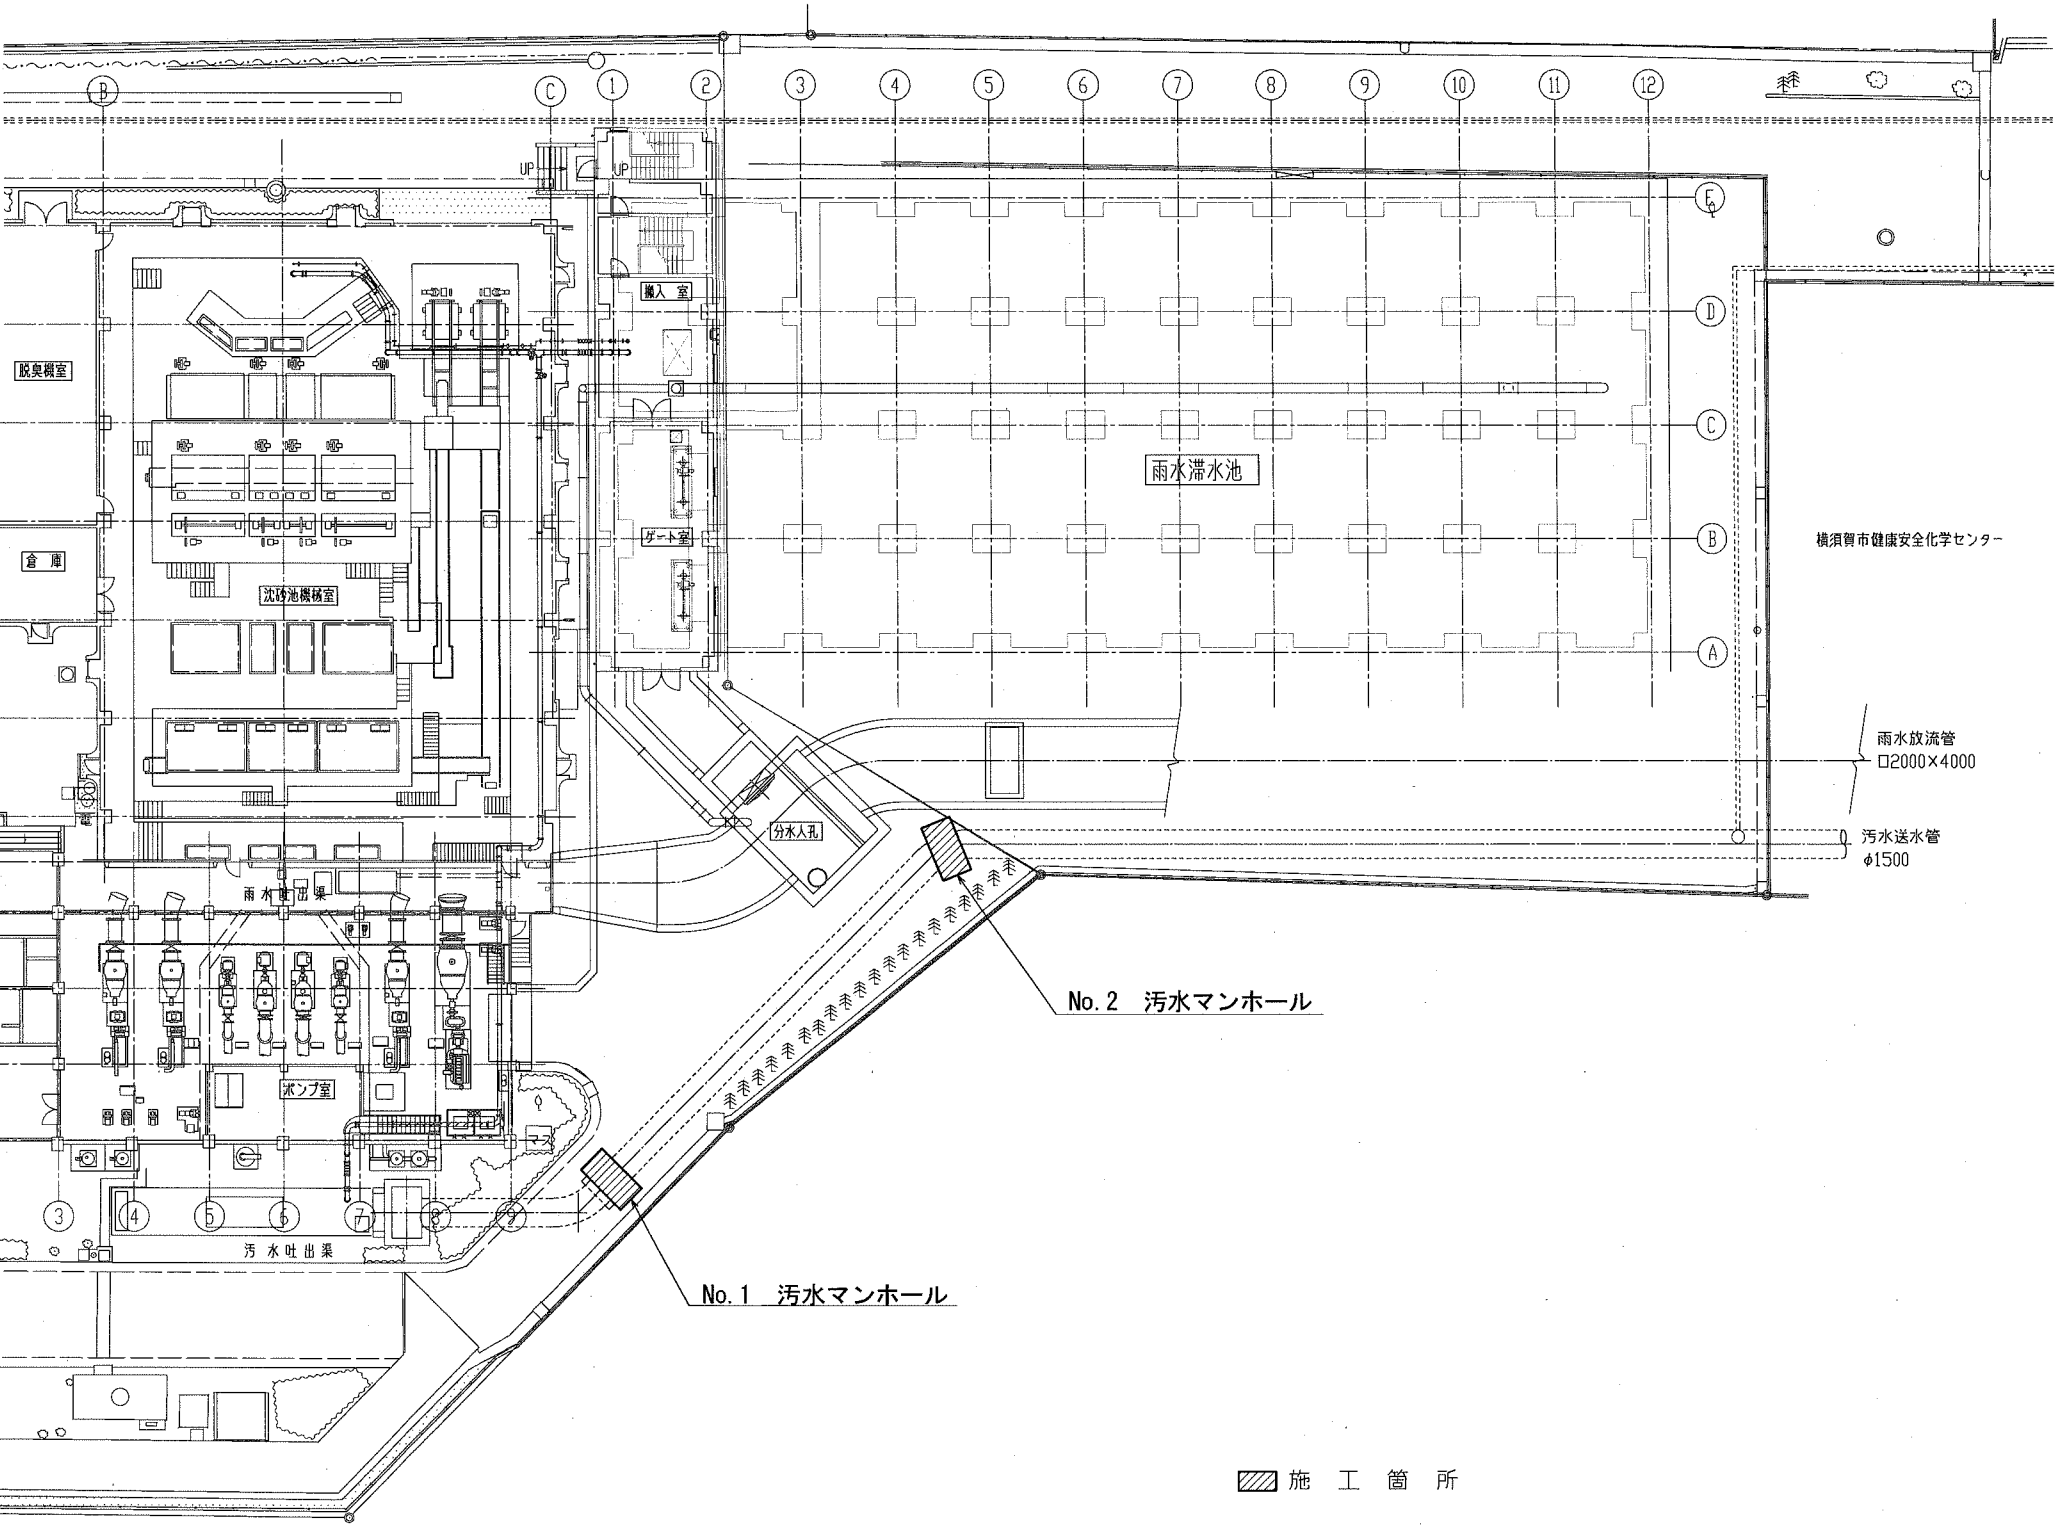 B
C
1
2
3
4
5
6
7
8
9
10
11
12
UP
UP
E
搬入 室
D
脱臭機室
C
雨水滞水池
ゲート室
B
横須賀市健康安全化学センター
倉 庫
沈砂池機械室
A
雨水放流管
□2000×4000
分水人孔
汚水送水管
φ1500
雨水吐出渠
No.2 汚水マンホール
ポンプ室
マス
3
4
5
6
7
8
9
汚水吐出渠
No.1 汚水マンホール
施工箇所